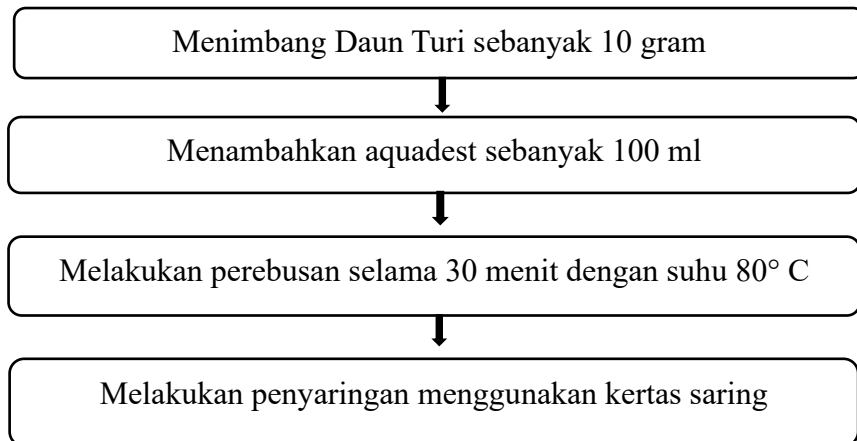 Menimbang Daun Turi sebanyak 10 gram
Menambahkan aquadest sebanyak 100 ml
Melakukan perebusan selama 30 menit dengan suhu 80° C
Melakukan penyaringan menggunakan kertas saring